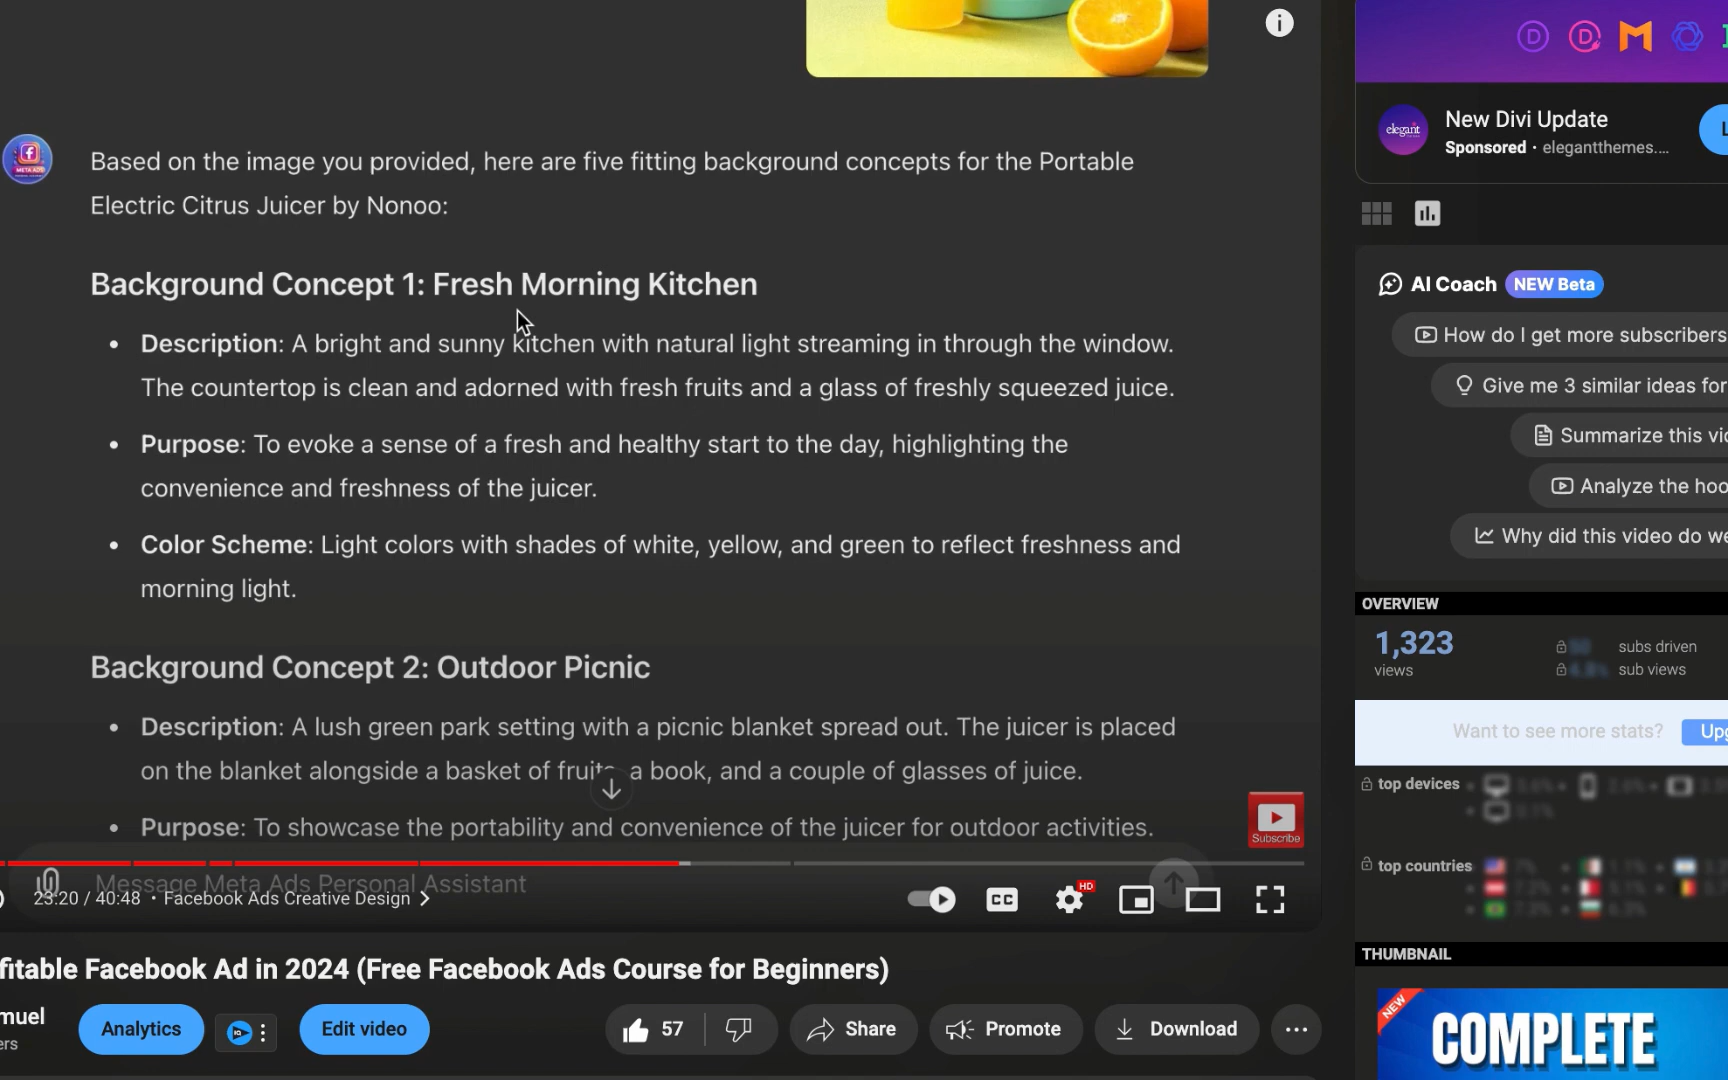 Based on the image you provided, here are five fitting background concepts for the Portable
Electric Citrus Juicer by Nonoo:
Background Concept 1: Fresh Morning Kitchen
• Description: A bright and sunny kitchen with natural light streaming in through the window.
The countertop is clean and adorned with fresh fruits and a glass of freshly squeezed juice.
• Purpose: To evoke a sense of a fresh and healthy start to the day, highlighting the
convenience and freshness of the juicer.
• Color Scheme: Light colors with shades of white, yellow, and green to reflect freshness and
morning light.
Background Concept 2: Outdoor Picnic
• Description: A lush green park setting with a picnic blanket spread out. The juicer is placed
on the blanket alongside a basket of fruits, a book, and a couple of glasses of juice.
• Purpose: To showcase the portability and convenience of the juicer for outdoor activities.
Subscribe
Message Meta Ads Personal Assistant
23:20 / 40:48 • Facebook Ads Creative Design
CC
HD
fitable Facebook Ad in 2024 (Free Facebook Ads Course for Beginners)
muel
ers
Analytics
Edit video
57
Share
Promote
Download
META ADS
elegant
New Divi Update
Sponsored · elegantthemes....
AI Coach NEW Beta
How do I get more subscribers
Give me 3 similar ideas for
Summarize this vid
Analyze the hoo
Why did this video do we
OVERVIEW
1,323
views
subs driven
sub views
Want to see more stats?
Upg
top devices
top countries
THUMBNAIL
NEW
COMPLETE